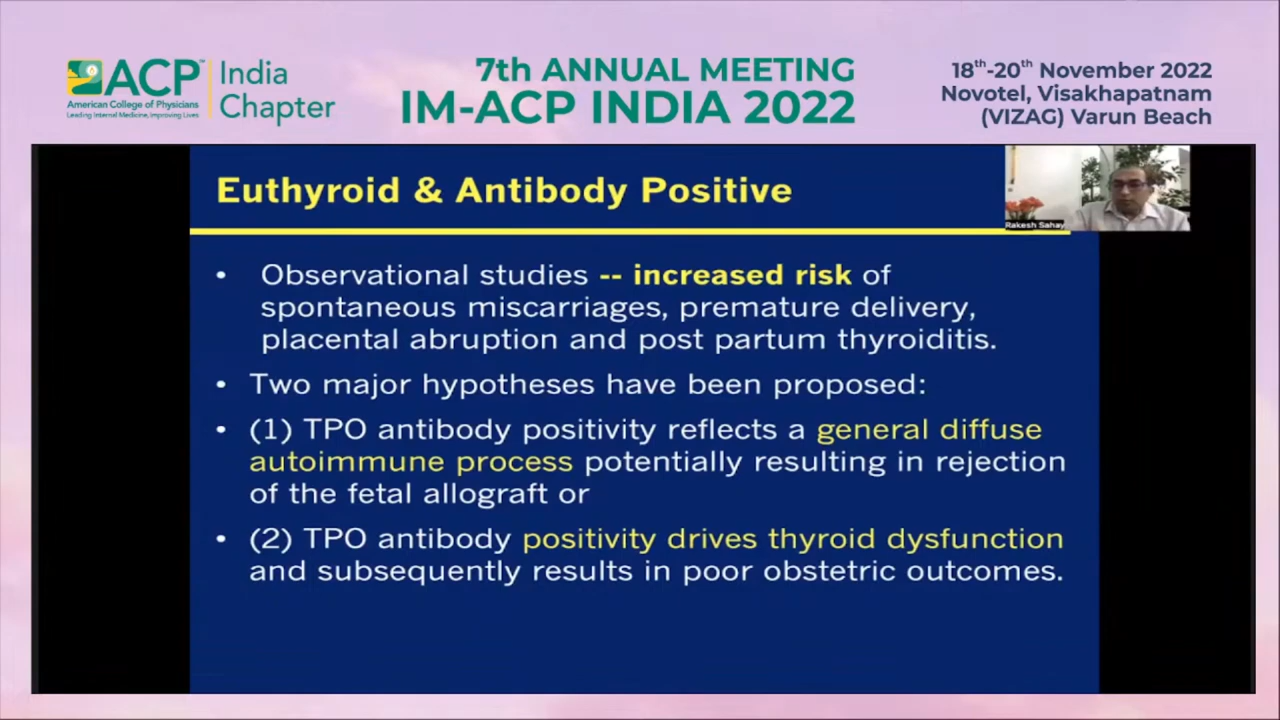 ACP™
American College of Physicians
Leading Internal Medicine, Improving Lives
India
Chapter
7th ANNUAL MEETING
IM-ACP INDIA 2022
18th-20th November 2022
Novotel, Visakhapatnam
(VIZAG) Varun Beach
Euthyroid & Antibody Positive
Rakesh Sahay
• Observational studies -- increased risk of
spontaneous miscarriages, premature delivery,
placental abruption and post partum thyroiditis.
• Two major hypotheses have been proposed:
• (1) TPO antibody positivity reflects a general diffuse
autoimmune process potentially resulting in rejection
of the fetal allograft or
• (2) TPO antibody positivity drives thyroid dysfunction
and subsequently results in poor obstetric outcomes.